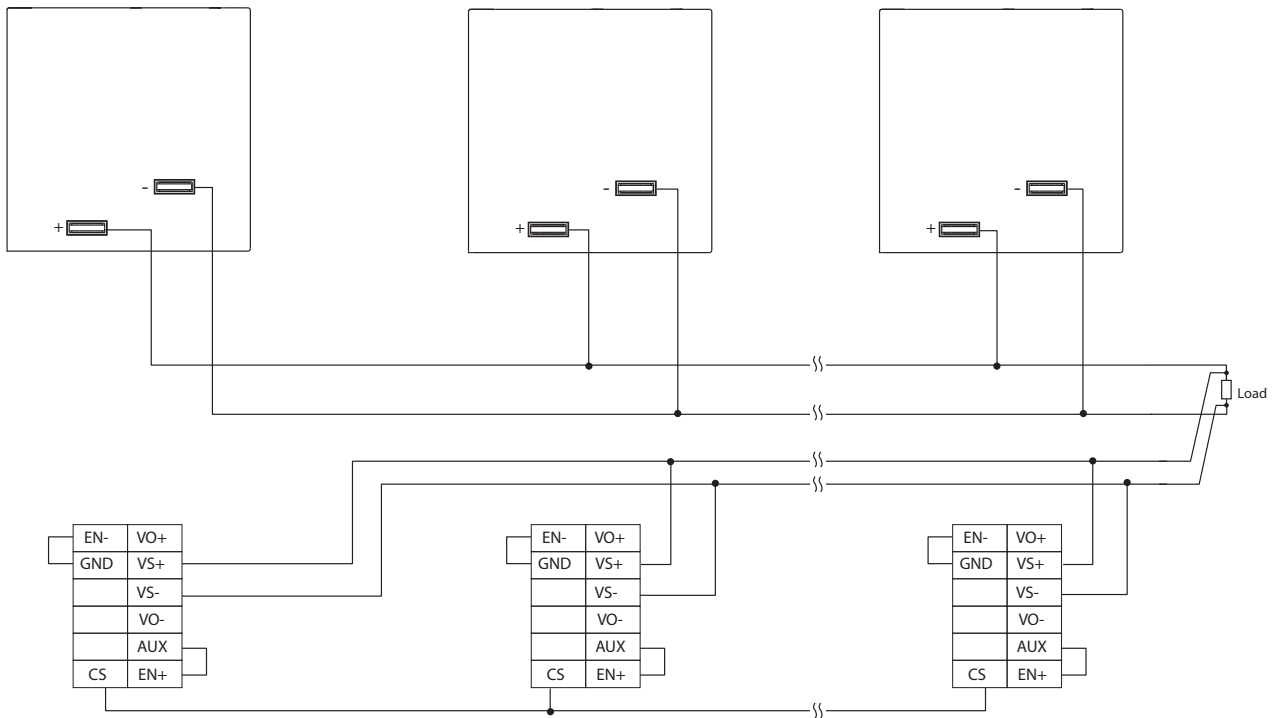 -
+
-
+
-
+
Load
EN- VO+
GND VS+
VS-
VO-
AUX
CS EN+
EN- VO+
GND VS+
VS-
VO-
AUX
CS EN+
EN- VO+
GND VS+
VS-
VO-
AUX
CS EN+